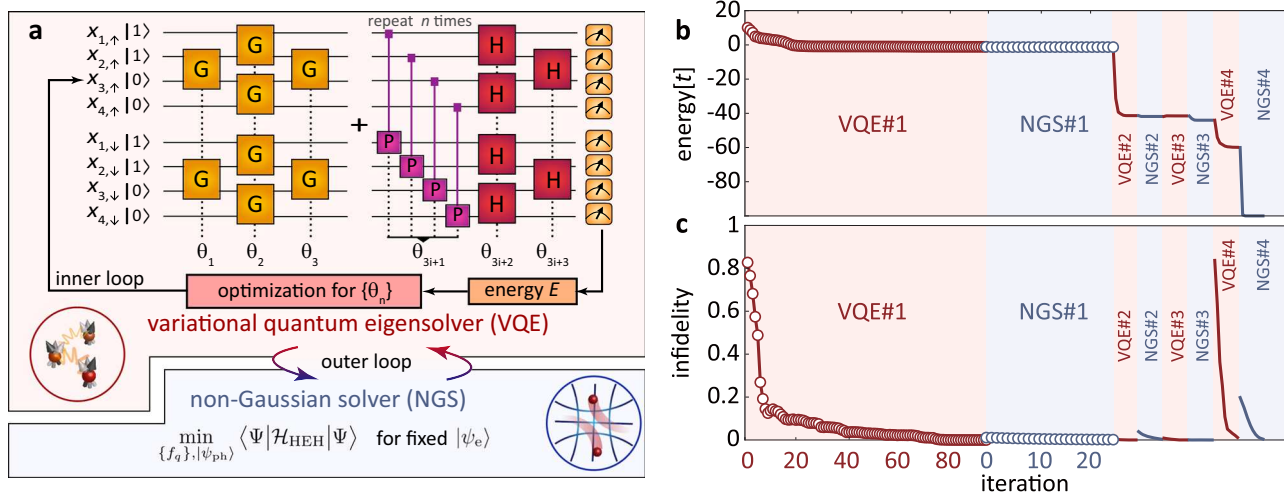 a
repeat n times
x1,↑ |1⟩
x2,↑ |1⟩
x3,↑ |0⟩
x4,↑ |0⟩
x1,↓ |1⟩
x2,↓ |1⟩
x3,↓ |0⟩
x4,↓ |0⟩
G G G G G G G G
+
P P P P
H H H H H H
θ1 θ2 θ3 θ3i+1 θ3i+2 θ3i+3
inner loop
optimization for {θn}
energy E
variational quantum eigensolver (VQE)
outer loop
non-Gaussian solver (NGS)
min ⟨Ψ|ℋHEH|Ψ⟩ for fixed |ψe⟩
{fq},|ψph⟩
b
energy[t]
20
0
-20
-40
-60
-80
VQE#1
NGS#1
VQE#2
NGS#2
VQE#3
NGS#3
VQE#4
NGS#4
c
infidelity
1
0.8
0.6
0.4
0.2
0
VQE#1
NGS#1
VQE#2
NGS#2
VQE#3
NGS#3
VQE#4
NGS#4
0 20 40 60 80 0 20
iteration